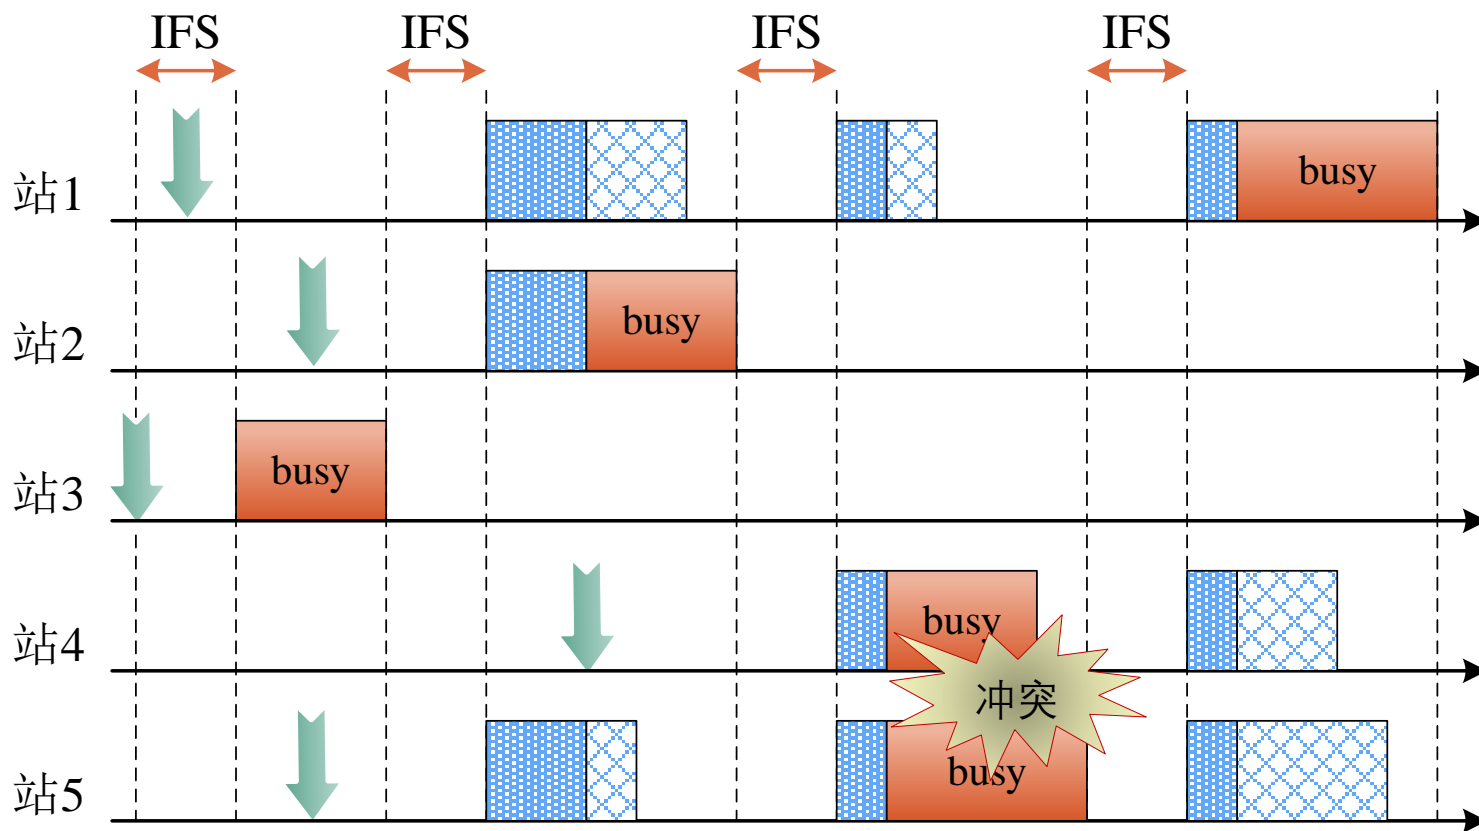 IFS IFS IFS IFS
站1 busy
站2 busy
站3 busy
站4 busy
冲突
站5 busy